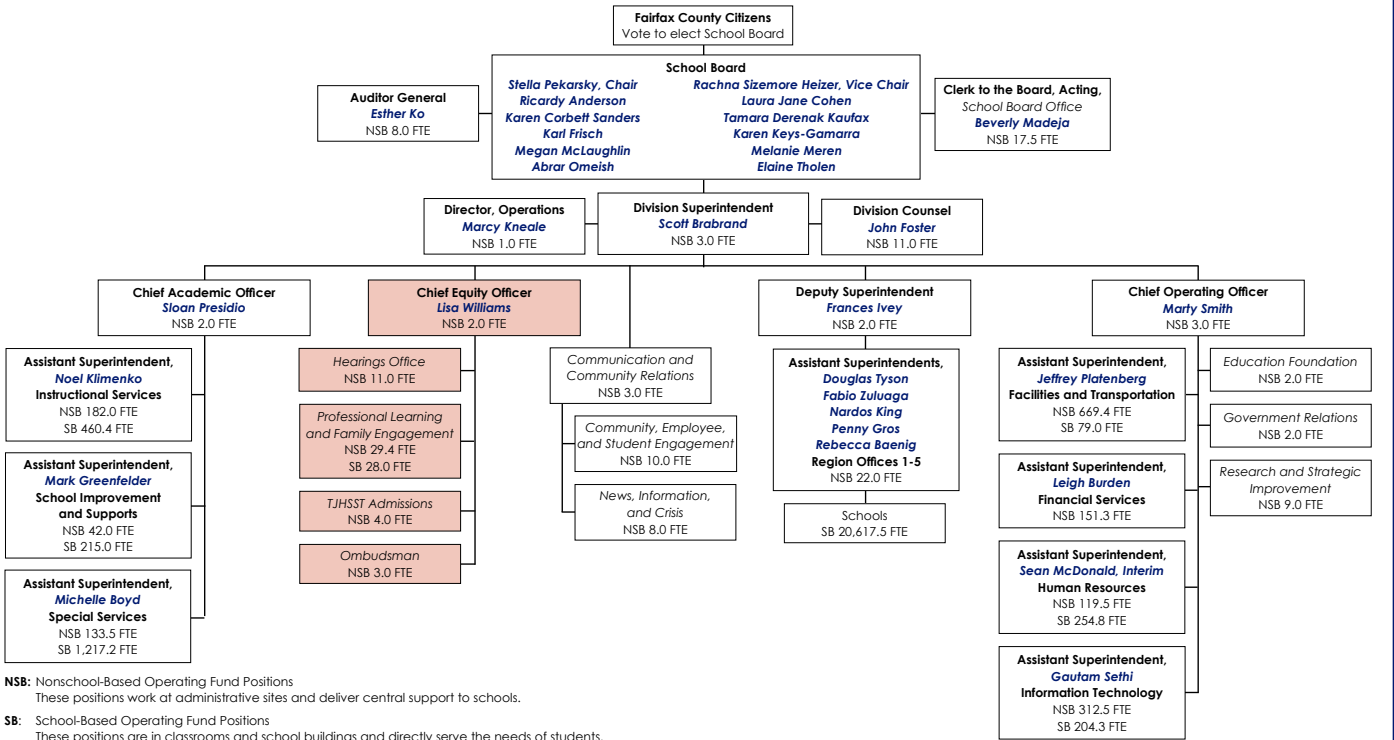 Fairfax County Citizens
Vote to elect School Board
School Board
Stella Pekarsky, Chair
Ricardy Anderson
Karen Corbett Sanders
Karl Frisch
Megan McLaughlin
Abrar Omeish
Rachna Sizemore Heizer, Vice Chair
Laura Jane Cohen
Tamara Derenak Kaufax
Karen Keys-Gamarra
Melanie Meren
Elaine Tholen
Auditor General
Esther Ko
NSB 8.0 FTE
Clerk to the Board, Acting,
School Board Office
Beverly Madeja
NSB 17.5 FTE
Director, Operations
Marcy Kneale
NSB 1.0 FTE
Division Superintendent
Scott Brabrand
NSB 3.0 FTE
Division Counsel
John Foster
NSB 11.0 FTE
Chief Academic Officer
Sloan Presidio
NSB 2.0 FTE
Assistant Superintendent,
Noel Klimenko
Instructional Services
NSB 182.0 FTE
SB 460.4 FTE
Assistant Superintendent,
Mark Greenfelder
School Improvement
and Supports
NSB 42.0 FTE
SB 215.0 FTE
Assistant Superintendent,
Michelle Boyd
Special Services
NSB 133.5 FTE
SB 1,217.2 FTE
Chief Equity Officer
Lisa Williams
NSB 2.0 FTE
Hearings Office
NSB 11.0 FTE
Professional Learning
and Family Engagement
NSB 29.4 FTE
SB 28.0 FTE
TJHSST Admissions
NSB 4.0 FTE
Ombudsman
NSB 3.0 FTE
Communication and
Community Relations
NSB 3.0 FTE
Community, Employee,
and Student Engagement
NSB 10.0 FTE
News, Information,
and Crisis
NSB 8.0 FTE
Deputy Superintendent
Frances Ivey
NSB 2.0 FTE
Assistant Superintendents,
Douglas Tyson
Fabio Zuluaga
Nardos King
Penny Gros
Rebecca Baenig
Region Offices 1-5
NSB 22.0 FTE
Schools
SB 20,617.5 FTE
Chief Operating Officer
Marty Smith
NSB 3.0 FTE
Assistant Superintendent,
Jeffrey Platenberg
Facilities and Transportation
NSB 669.4 FTE
SB 79.0 FTE
Assistant Superintendent,
Leigh Burden
Financial Services
NSB 151.3 FTE
Assistant Superintendent,
Sean McDonald, Interim
Human Resources
NSB 119.5 FTE
SB 254.8 FTE
Assistant Superintendent,
Gautam Sethi
Information Technology
NSB 312.5 FTE
SB 204.3 FTE
Education Foundation
NSB 2.0 FTE
Government Relations
NSB 2.0 FTE
Research and Strategic
Improvement
NSB 9.0 FTE
NSB: Nonschool-Based Operating Fund Positions
These positions work at administrative sites and deliver central support to schools.
SB: School-Based Operating Fund Positions
These positions are in classrooms and school buildings and directly serve the needs of students.